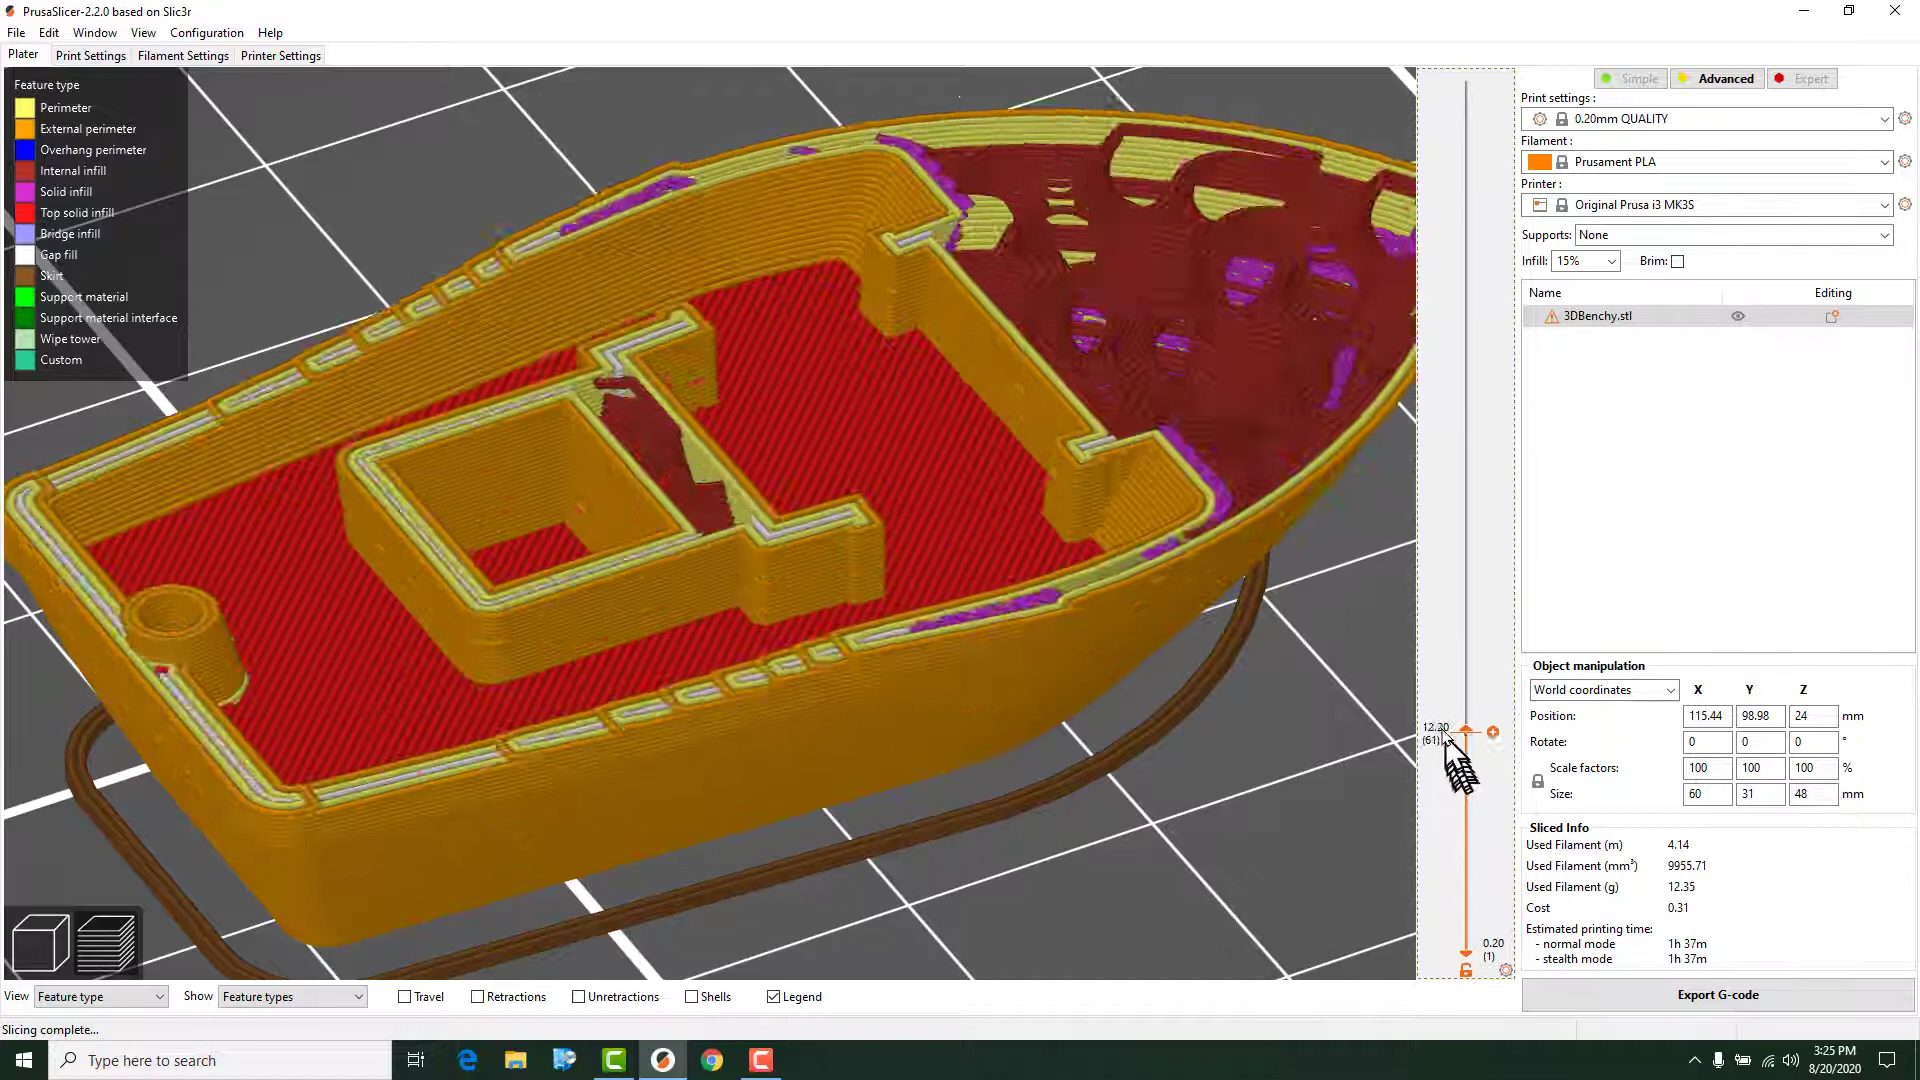 PrusaSlicer-2.2.0 based on Slic3r
File Edit Window View Configuration Help
Plater Print Settings Filament Settings Printer Settings
Feature type
Perimeter
External perimeter
Overhang perimeter
Internal infill
Solid infill
Top solid infill
Bridge infill
Gap fill
Skirt
Support material
Support material interface
Wipe tower
Custom
12.20
(61)
0.20
(1)
Simple Advanced Expert
Print settings :
0.20mm QUALITY
Filament :
Prusament PLA
Printer :
Original Prusa i3 MK3S
Supports: None
Infill: 15% Brim:
Name Editing
3DBenchy.stl
Object manipulation
World coordinates X Y Z
Position: 115.44 98.98 24 mm
Rotate: 0 0 0 °
Scale factors: 100 100 100 %
Size: 60 31 48 mm
Sliced Info
Used Filament (m) 4.14
Used Filament (mm³) 9955.71
Used Filament (g) 12.35
Cost 0.31
Estimated printing time:
- normal mode 1h 37m
- stealth mode 1h 37m
Export G-code
View Feature type Show Feature types Travel Retractions Unretractions Shells Legend
Slicing complete...
Type here to search
3:25 PM
8/20/2020